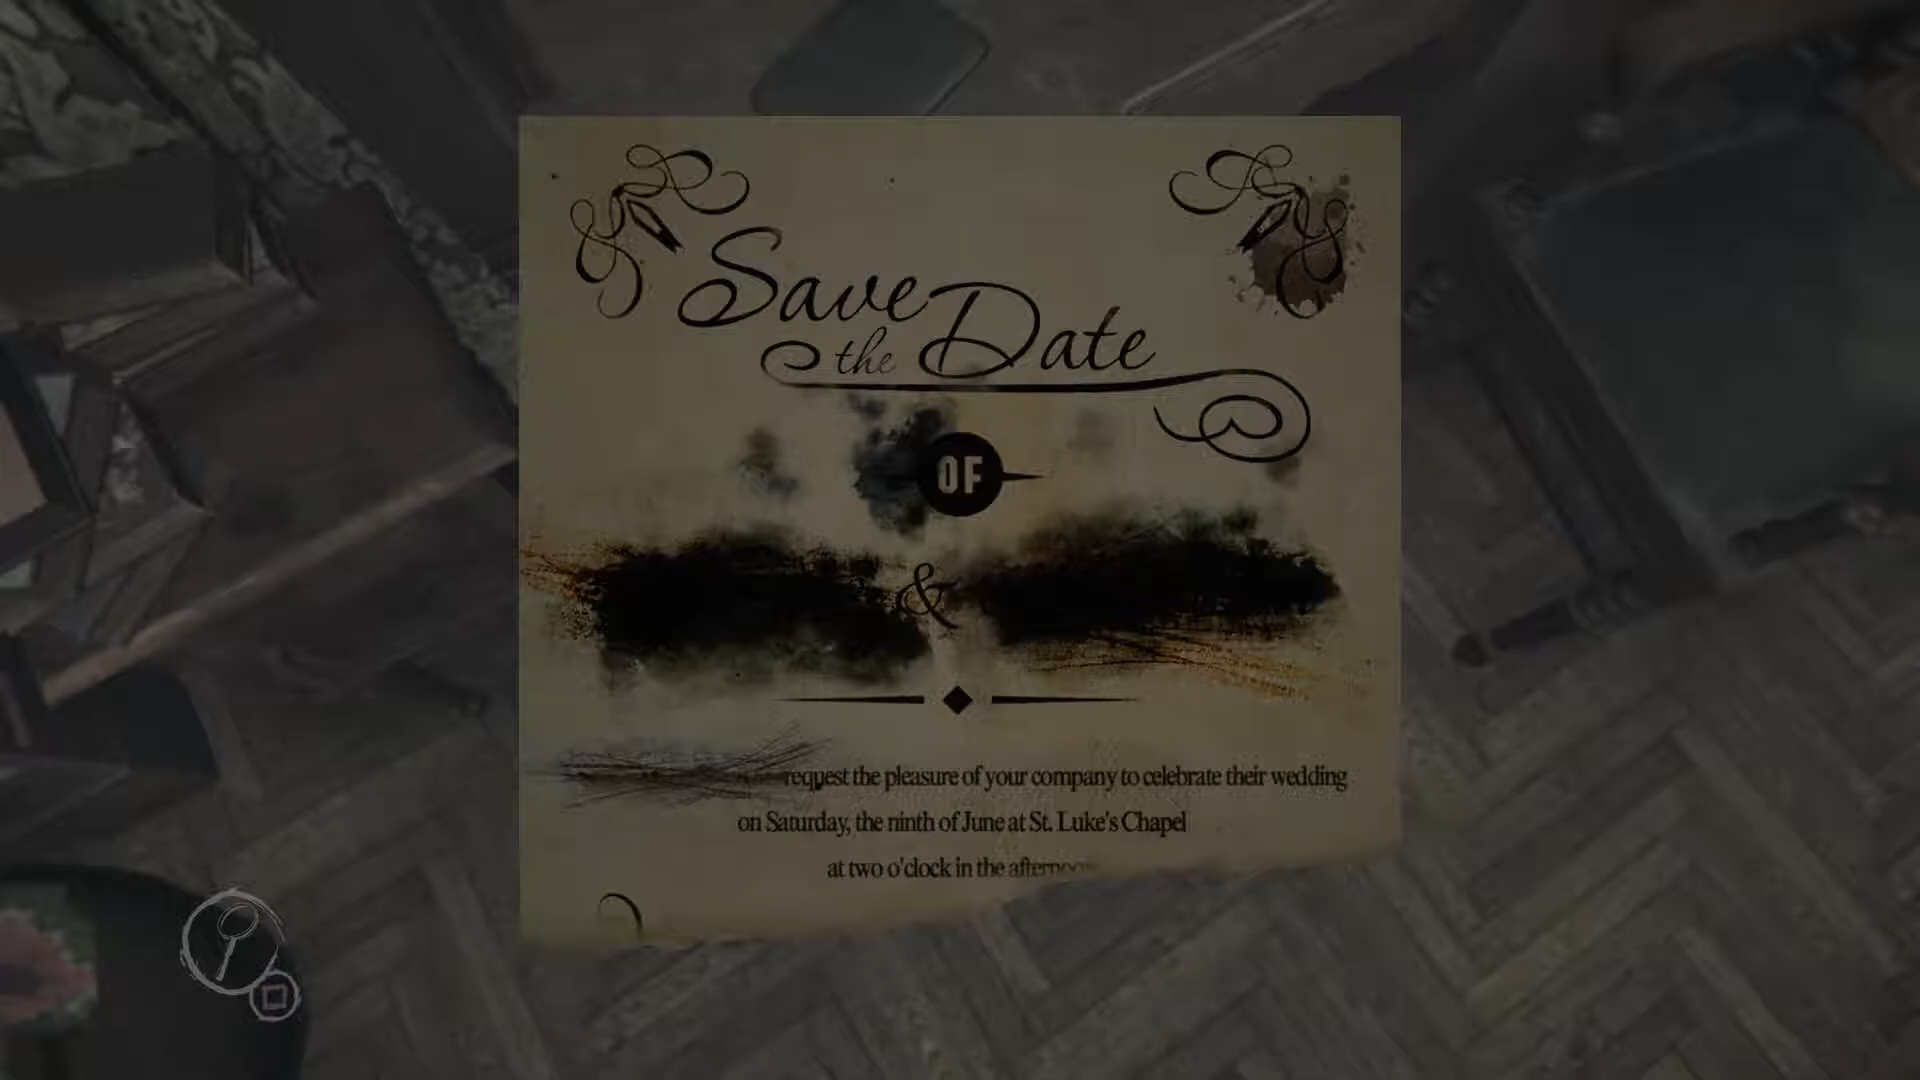 Save
the Date
OF
&
request the pleasure of your company to celebrate their wedding
on Saturday, the ninth of June at St. Luke's Chapel
at two o'clock in the afternoon